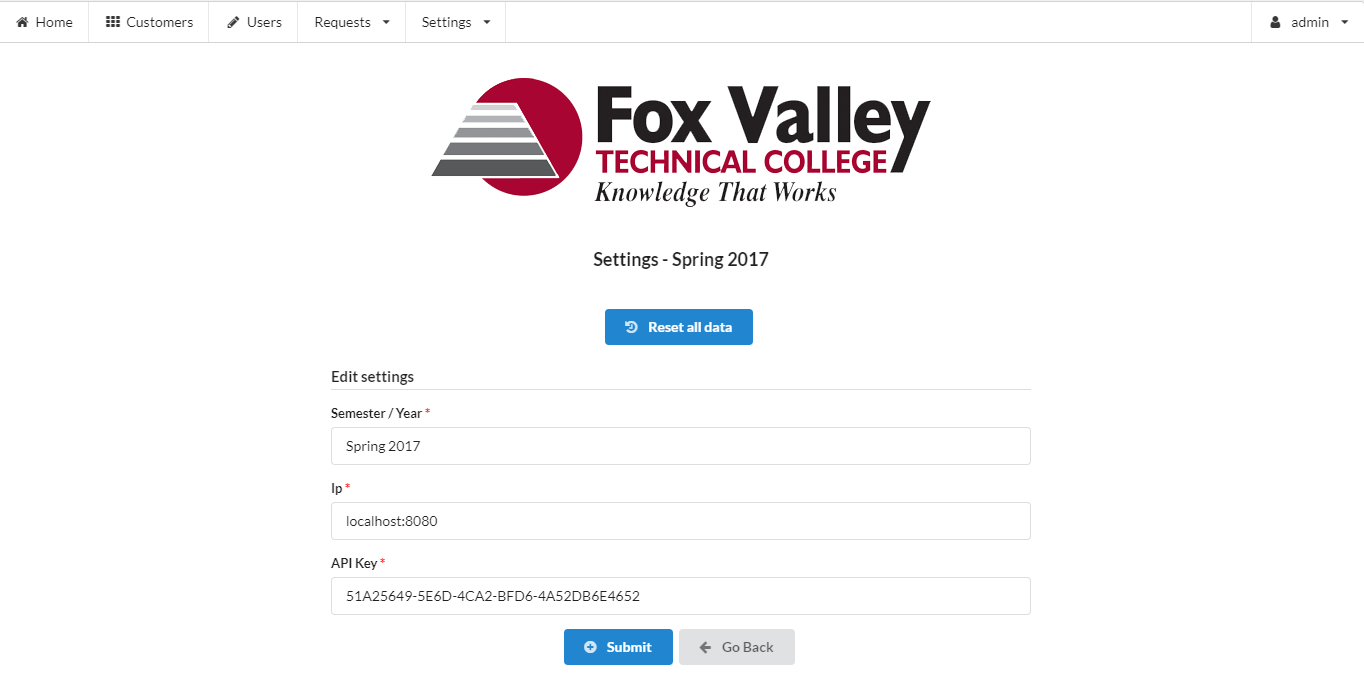 Home Customers Users Requests Settings admin
Fox Valley
TECHNICAL COLLEGE
Knowledge That Works
Settings - Spring 2017
Reset all data
Edit settings
Semester / Year *
Spring 2017
Ip *
localhost:8080
API Key *
51A25649-5E6D-4CA2-BFD6-4A52DB6E4652
Submit Go Back